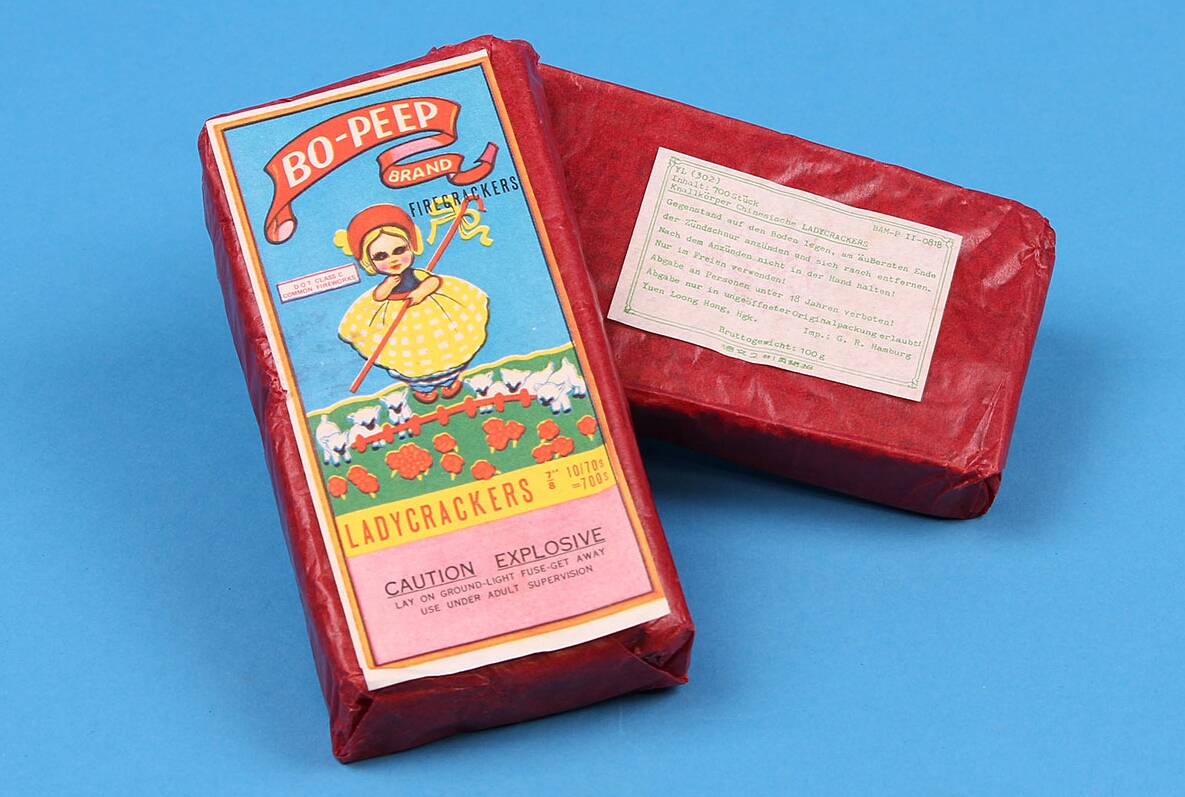 BO-PEEP
BRAND
FIRECRACKERS
D·O·T CLASS C
COMMON FIREWORKS
LADYCRACKERS 7/8" 10/70s
=700s
CAUTION EXPLOSIVE
LAY ON GROUND-LIGHT FUSE-GET AWAY
USE UNDER ADULT SUPERVISION
YL (302)
Inhalt: 700 Stück
Knallkörper Chinesische LADYCRACKERS BAM-P II-0818
Gegenstand auf den Boden legen, am äußersten Ende
der Zündschnur anzünden und sich rasch entfernen.
Nach dem Anzünden nicht in der Hand halten!
Nur im Freien verwenden!
Abgabe an Personen unter 18 Jahren verboten!
Abgabe nur in ungeöffneter Originalpackung erlaubt!
Yuen Loong Hong, Hgk. Imp.: G. R. Hamburg
Bruttogewicht: 100 g